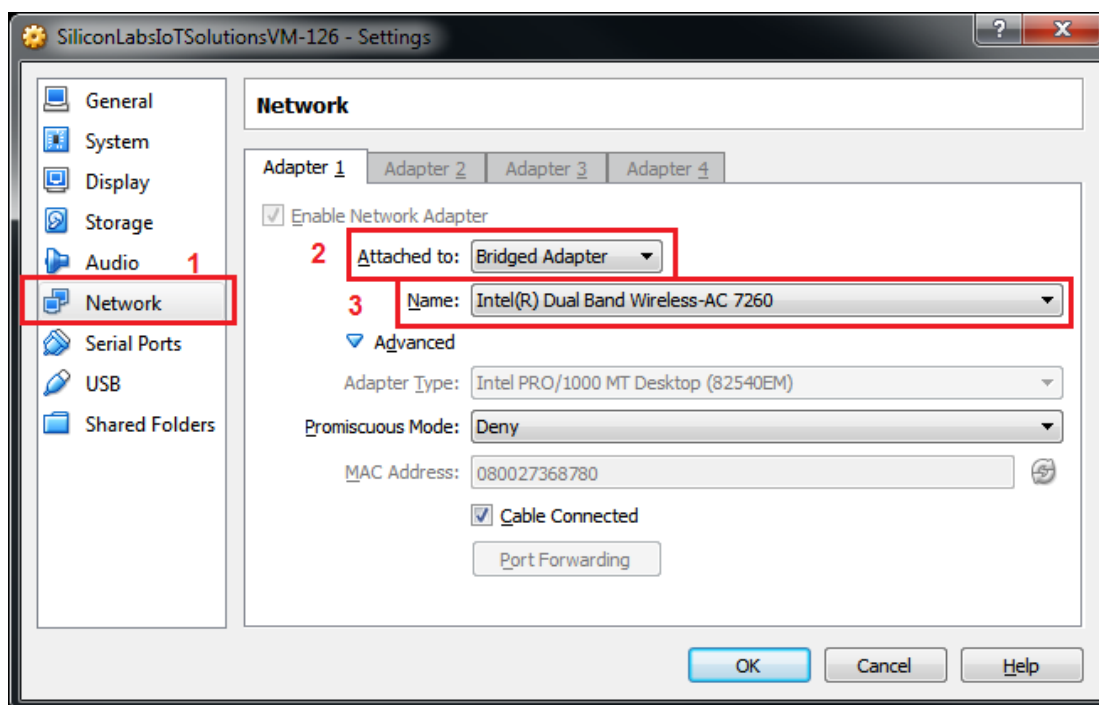 SiliconLabsIoTSolutionsVM-126 - Settings
?
X
General
System
Display
Storage
Audio
1
Network
Serial Ports
USB
Shared Folders
Network
Adapter 1 Adapter 2 Adapter 3 Adapter 4
Enable Network Adapter
2 Attached to: Bridged Adapter
3 Name: Intel(R) Dual Band Wireless-AC 7260
Advanced
Adapter Type: Intel PRO/1000 MT Desktop (82540EM)
Promiscuous Mode: Deny
MAC Address: 080027368780
Cable Connected
Port Forwarding
OK Cancel Help